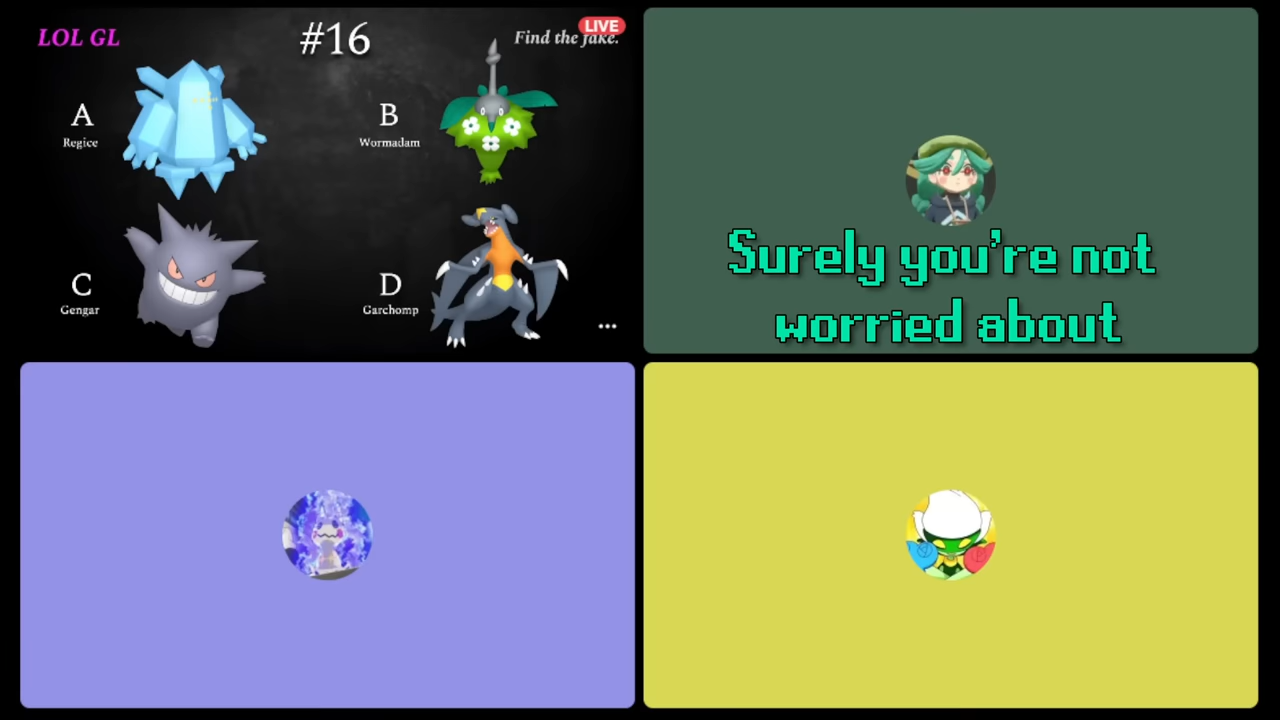 LOL GL
#16
LIVE
Find the fake.
A
Regice
B
Wormadam
C
Gengar
D
Garchomp
Surely you're not
worried about